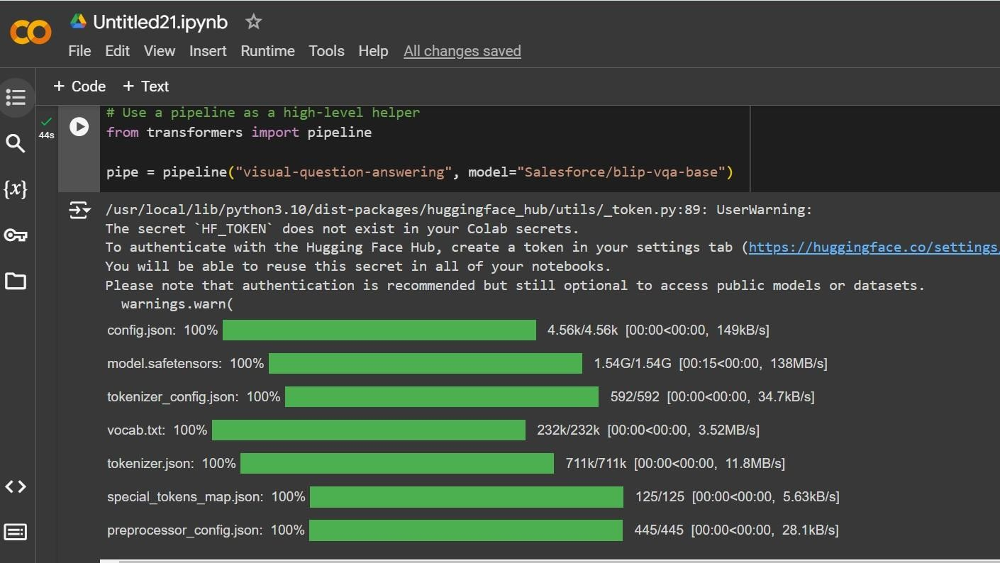 Untitled21.ipynb
File Edit View Insert Runtime Tools Help All changes saved
+ Code + Text
44s
# Use a pipeline as a high-level helper
from transformers import pipeline
pipe = pipeline("visual-question-answering", model="Salesforce/blip-vqa-base")
{x}
/usr/local/lib/python3.10/dist-packages/huggingface_hub/utils/_token.py:89: UserWarning:
The secret `HF_TOKEN` does not exist in your Colab secrets.
To authenticate with the Hugging Face Hub, create a token in your settings tab (https://huggingface.co/settings/
You will be able to reuse this secret in all of your notebooks.
Please note that authentication is recommended but still optional to access public models or datasets.
warnings.warn(
config.json: 100% 4.56k/4.56k [00:00<00:00, 149kB/s]
model.safetensors: 100% 1.54G/1.54G [00:15<00:00, 138MB/s]
tokenizer_config.json: 100% 592/592 [00:00<00:00, 34.7kB/s]
vocab.txt: 100% 232k/232k [00:00<00:00, 3.52MB/s]
tokenizer.json: 100% 711k/711k [00:00<00:00, 11.8MB/s]
special_tokens_map.json: 100% 125/125 [00:00<00:00, 5.63kB/s]
preprocessor_config.json: 100% 445/445 [00:00<00:00, 28.1kB/s]